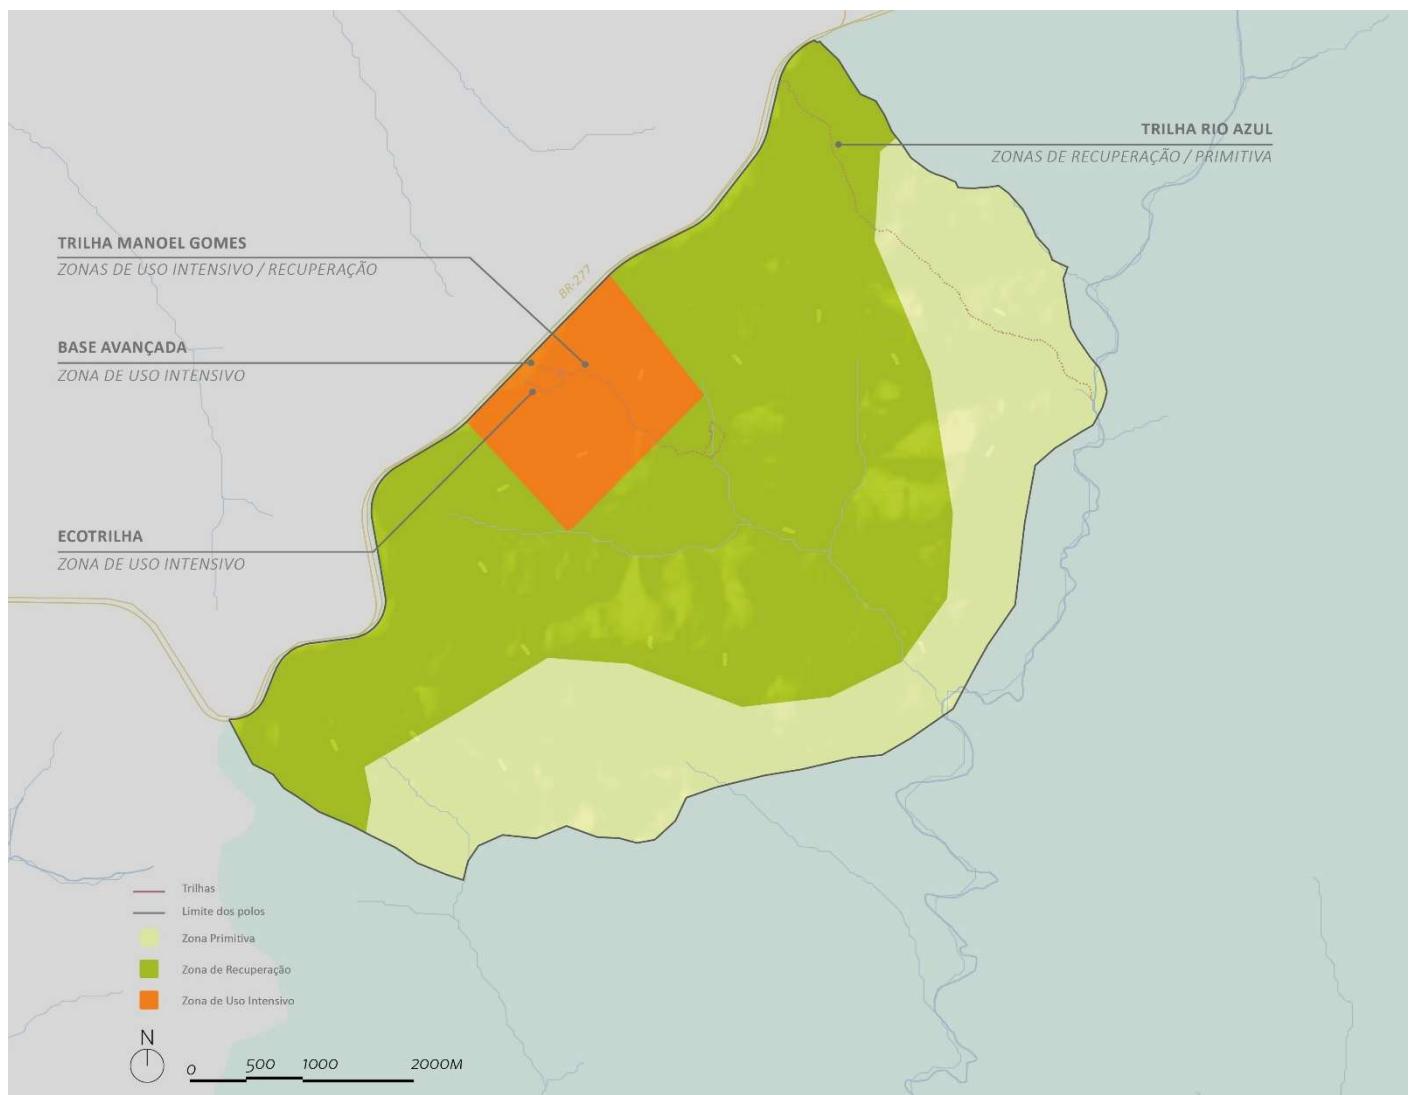 TRILHA RIO AZUL
ZONAS DE RECUPERAÇÃO / PRIMITIVA
TRILHA MANOEL GOMES
ZONAS DE USO INTENSIVO / RECUPERAÇÃO
BR-277
BASE AVANÇADA
ZONA DE USO INTENSIVO
ECOTRILHA
ZONA DE USO INTENSIVO
Trilhas
Limite dos polos
Zona Primitiva
Zona de Recuperação
Zona de Uso Intensivo
N
0 500 1000 2000M